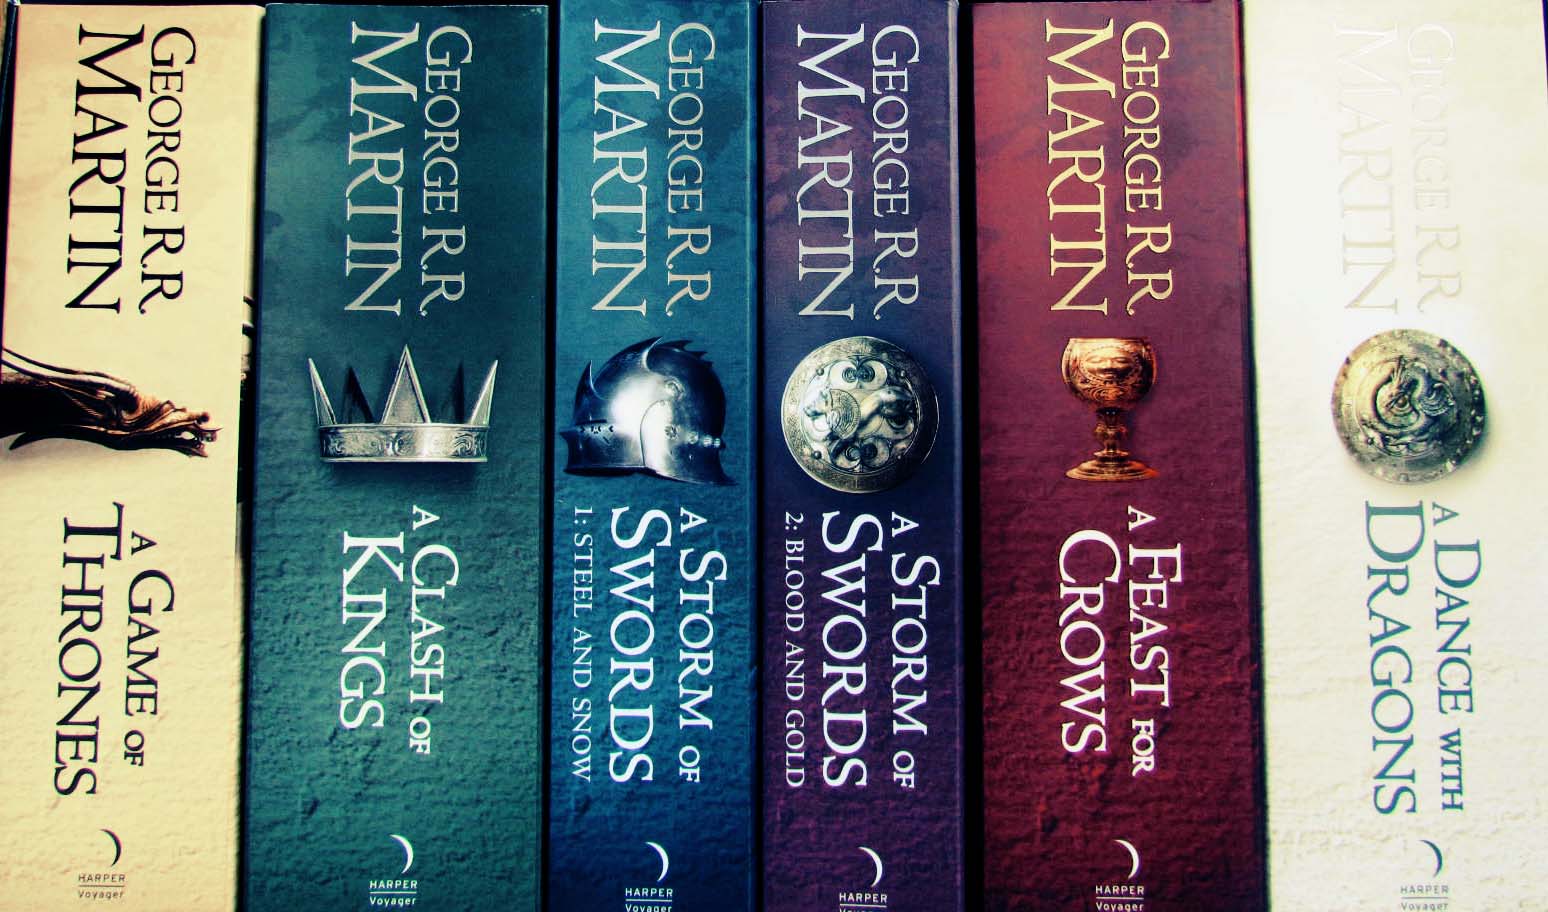 GEORGE R.R.
MARTIN
A GAME OF
THRONES
HARPER
Voyager
GEORGE R.R.
MARTIN
A CLASH OF
KINGS
HARPER
Voyager
GEORGE R.R.
MARTIN
A STORM OF
SWORDS
1: STEEL AND SNOW
HARPER
Voyager
GEORGE R.R.
MARTIN
A STORM OF
SWORDS
2: BLOOD AND GOLD
HARPER
Voyager
GEORGE R.R.
MARTIN
A FEAST FOR
CROWS
HARPER
Voyager
GEORGE R.R.
MARTIN
A DANCE WITH
DRAGONS
HARPER
Voyager